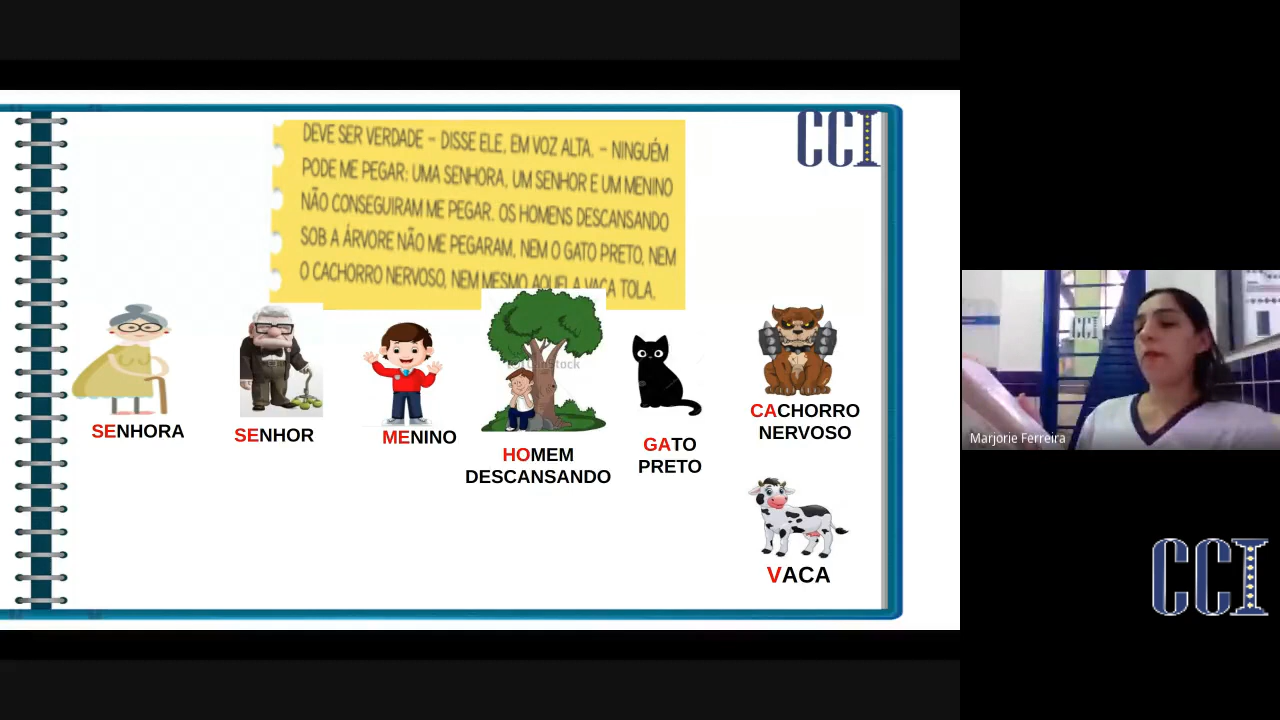 CCI
DEVE SER VERDADE – DISSE ELE, EM VOZ ALTA. – NINGUÉM
PODE ME PEGAR: UMA SENHORA, UM SENHOR E UM MENINO
NÃO CONSEGUIRAM ME PEGAR. OS HOMENS DESCANSANDO
SOB A ÁRVORE NÃO ME PEGARAM, NEM O GATO PRETO, NEM
O CACHORRO NERVOSO, NEM MESMO AQUELA VACA TOLA.
SENHORA
SENHOR
MENINO
HOMEM
DESCANSANDO
GATO
PRETO
CACHORRO
NERVOSO
VACA
CCI
Marjorie Ferreira
CCI